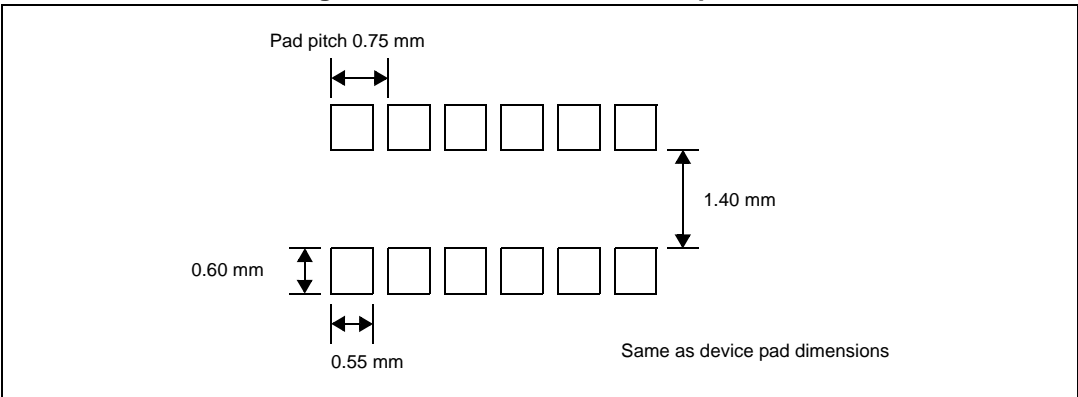 Pad pitch 0.75 mm
1.40 mm
0.60 mm
0.55 mm
Same as device pad dimensions